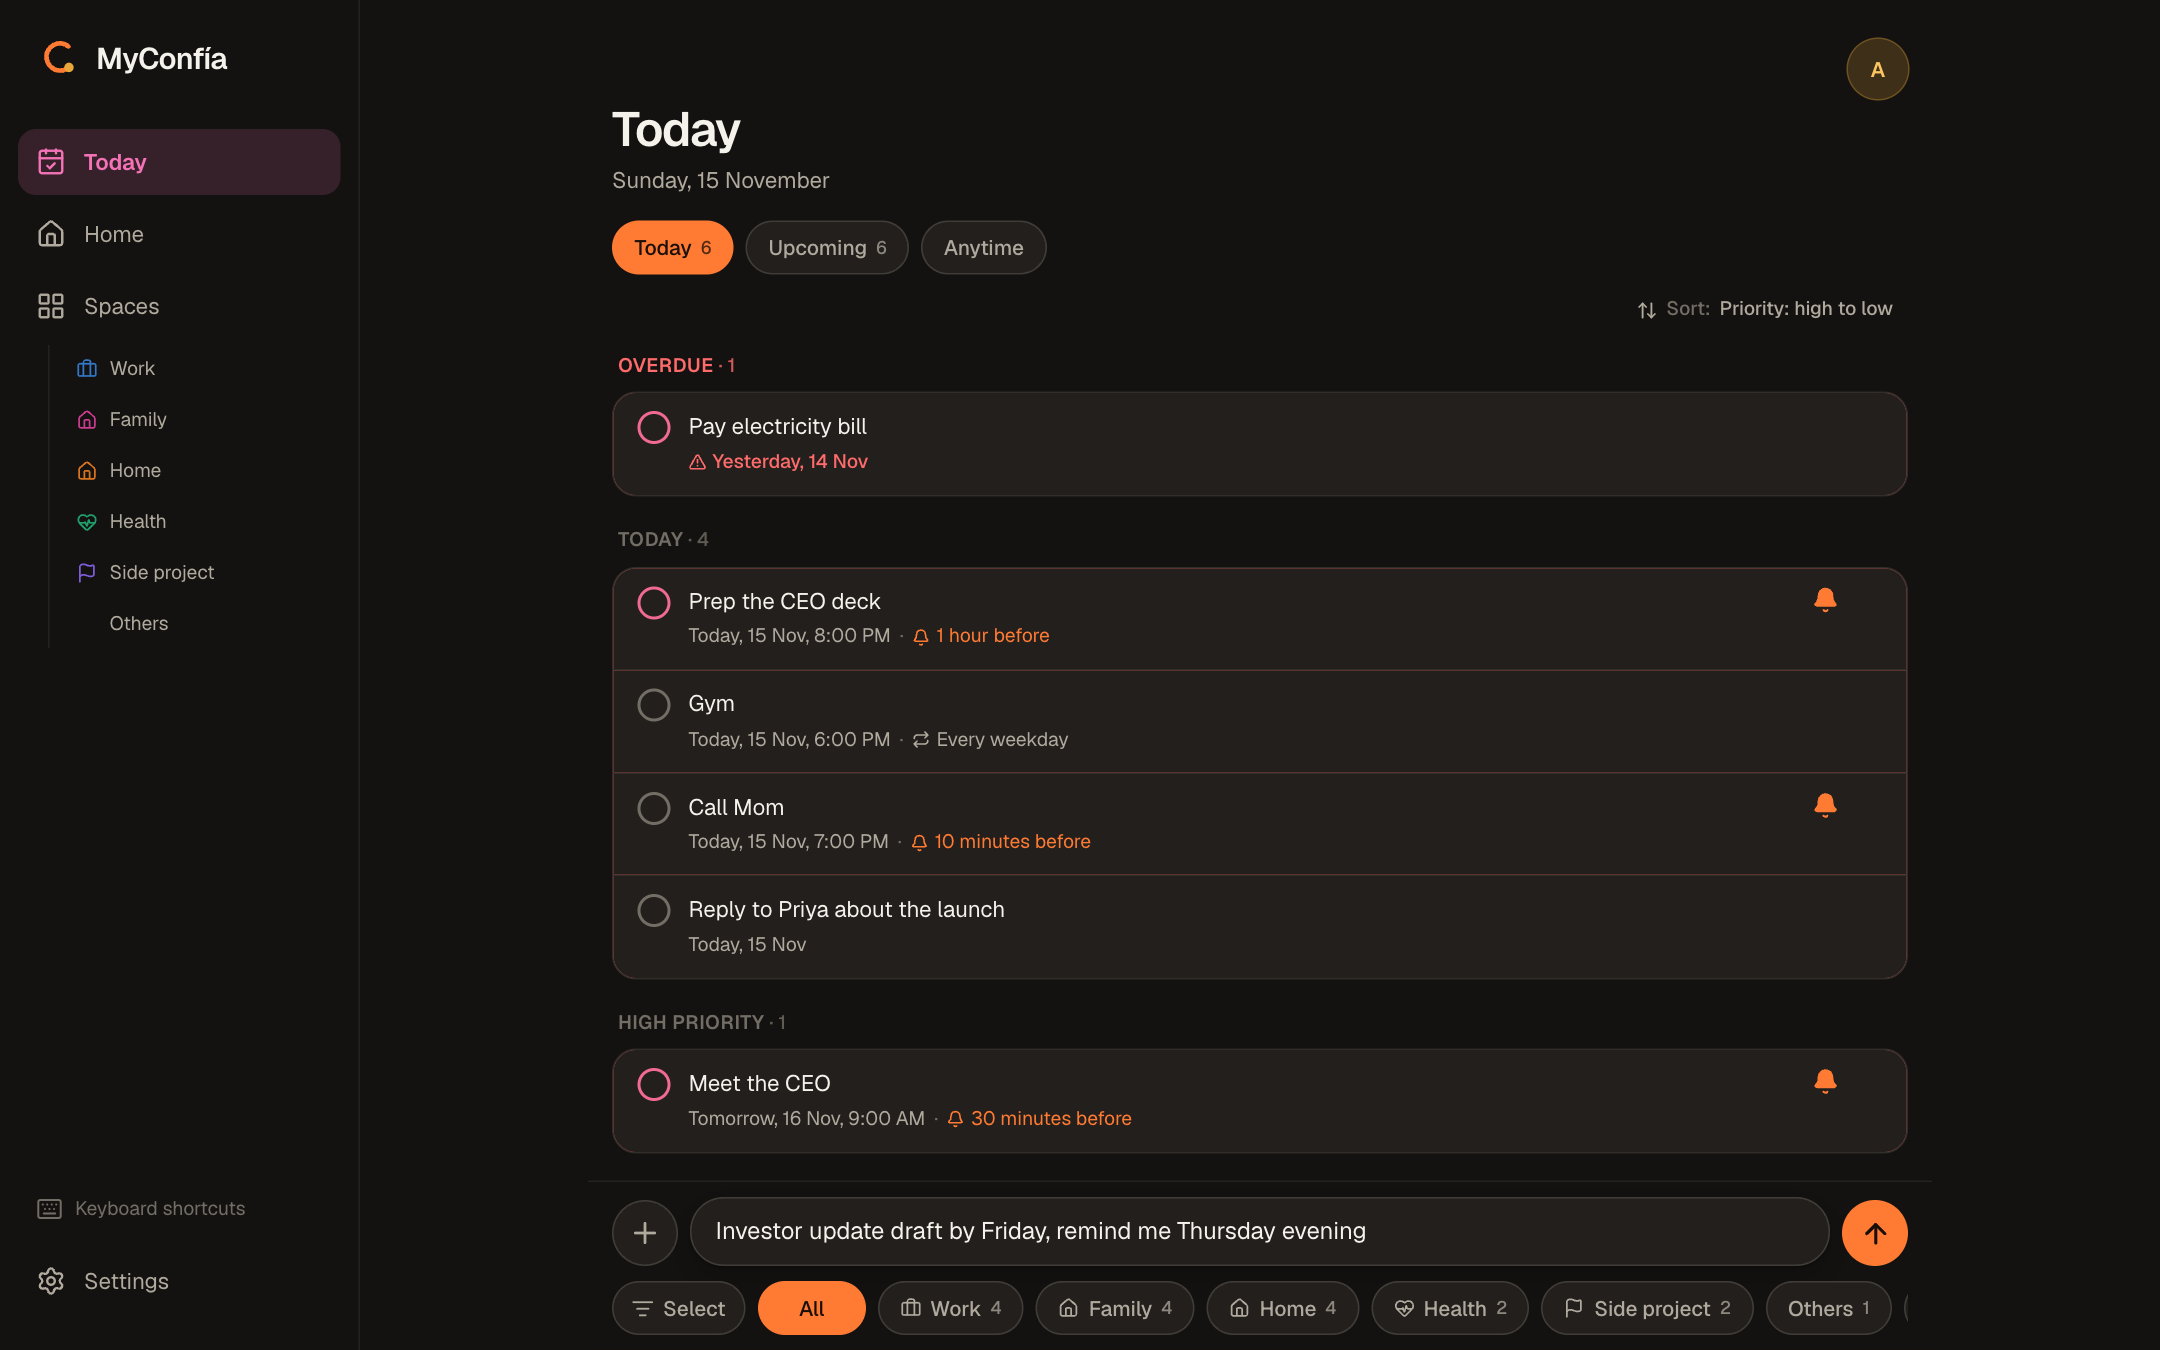 MyConfía
Today
Home
Spaces
Work
Family
Home
Health
Side project
Others
Keyboard shortcuts
Settings
A
Today
Sunday, 15 November
Today 6
Upcoming 6
Anytime
Sort: Priority: high to low
OVERDUE · 1
Pay electricity bill
Yesterday, 14 Nov
TODAY · 4
Prep the CEO deck
Today, 15 Nov, 8:00 PM · 1 hour before
Gym
Today, 15 Nov, 6:00 PM · Every weekday
Call Mom
Today, 15 Nov, 7:00 PM · 10 minutes before
Reply to Priya about the launch
Today, 15 Nov
HIGH PRIORITY · 1
Meet the CEO
Tomorrow, 16 Nov, 9:00 AM · 30 minutes before
Investor update draft by Friday, remind me Thursday evening
Select
All
Work 4
Family 4
Home 4
Health 2
Side project 2
Others 1